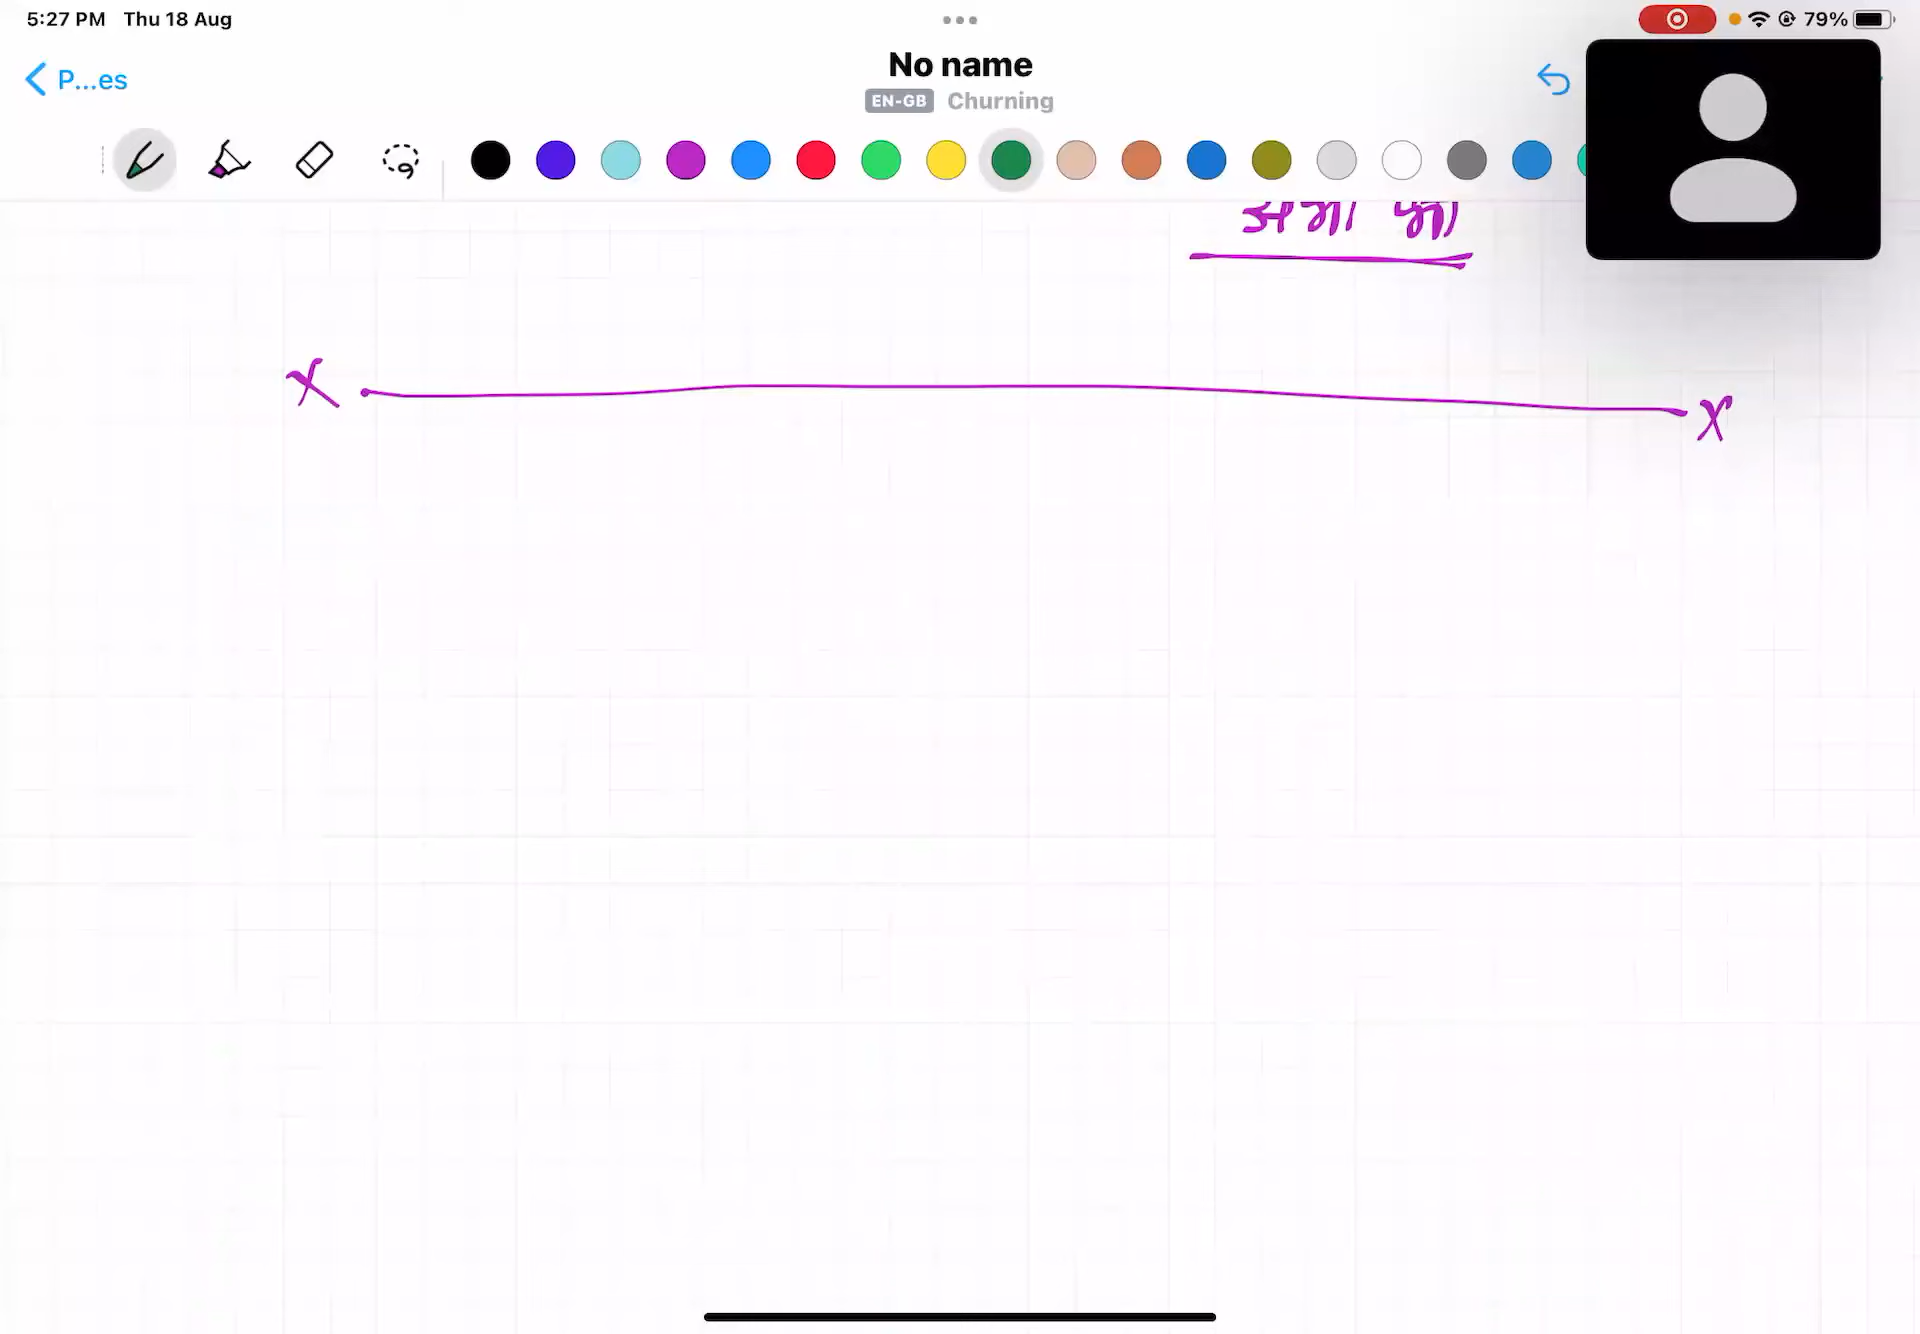 5:27 PM Thu 18 Aug
79%
No name
P...es
EN-GB Churning
X X